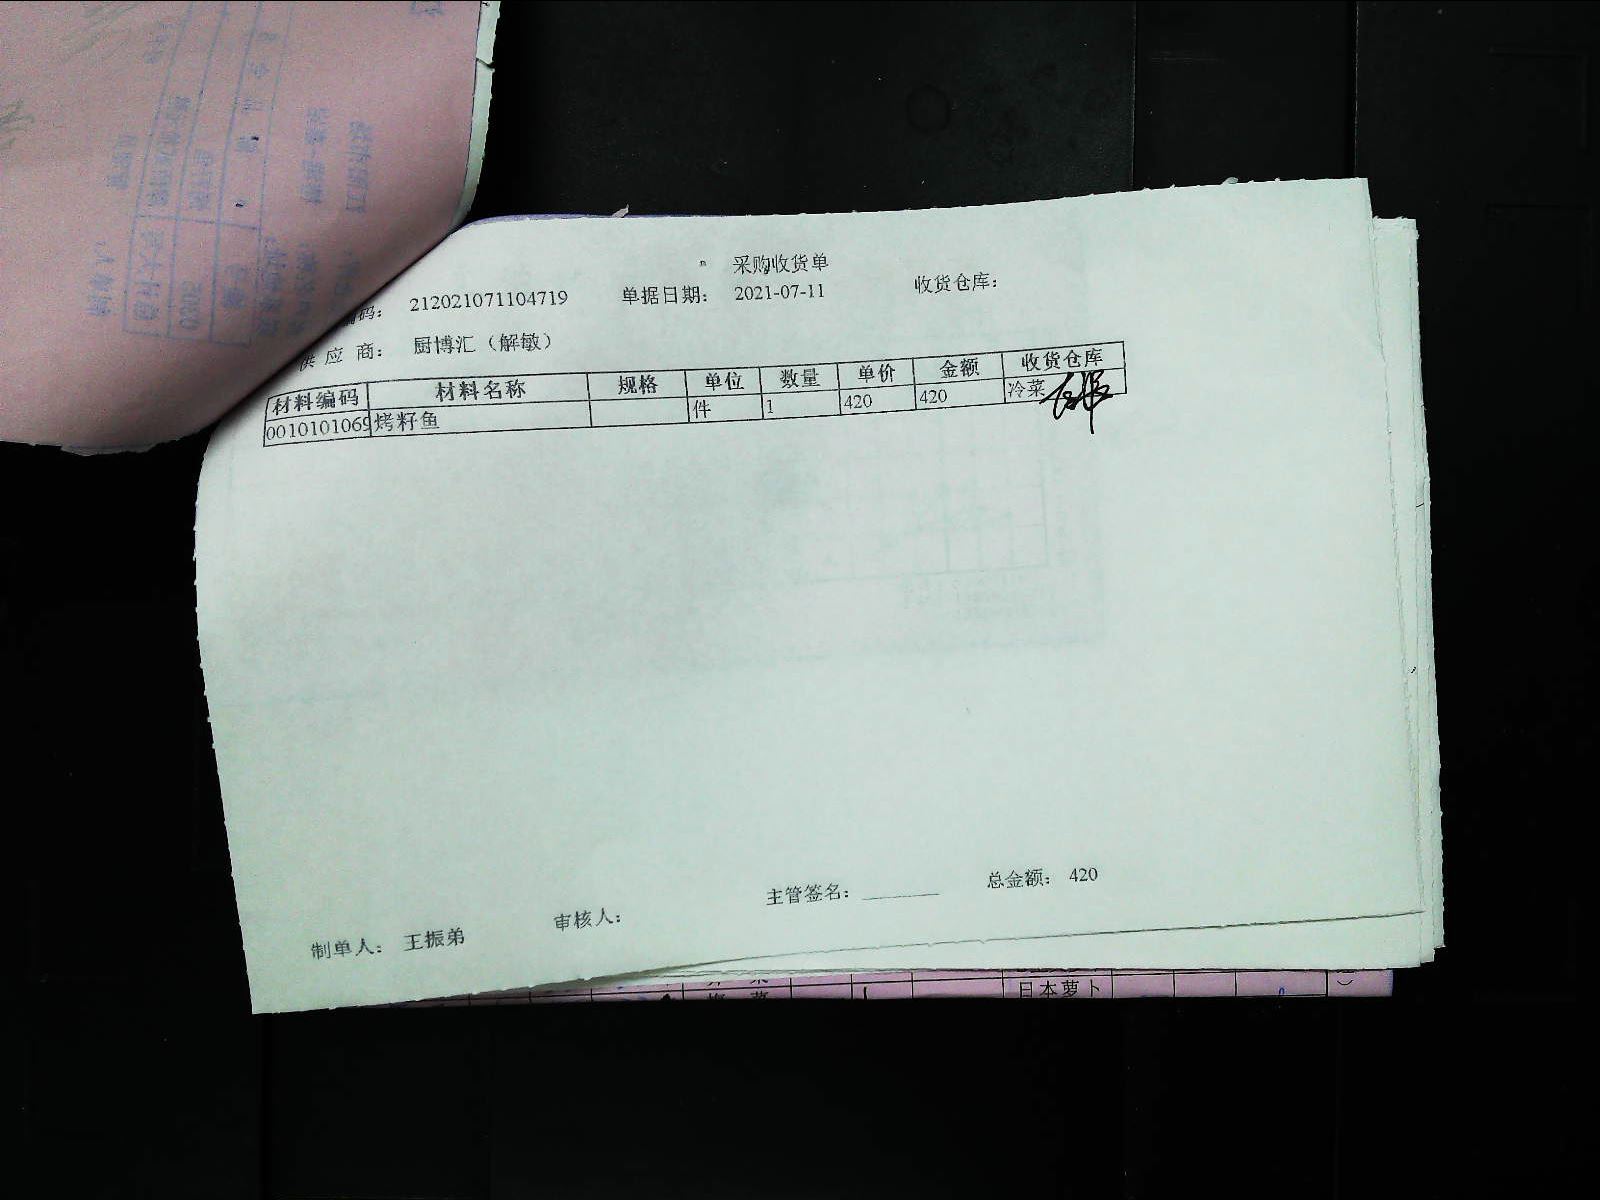 采购收货单
编码： 212021071104719 单据日期： 2021-07-11 收货仓库：
供应商： 厨博汇（解敏）
材料编码 材料名称 规格 单位 数量 单价 金额 收货仓库
0010101069 烤籽鱼 件 1 420 420 冷菜
主管签名： 总金额： 420
制单人： 王振弟 审核人：
日本萝卜